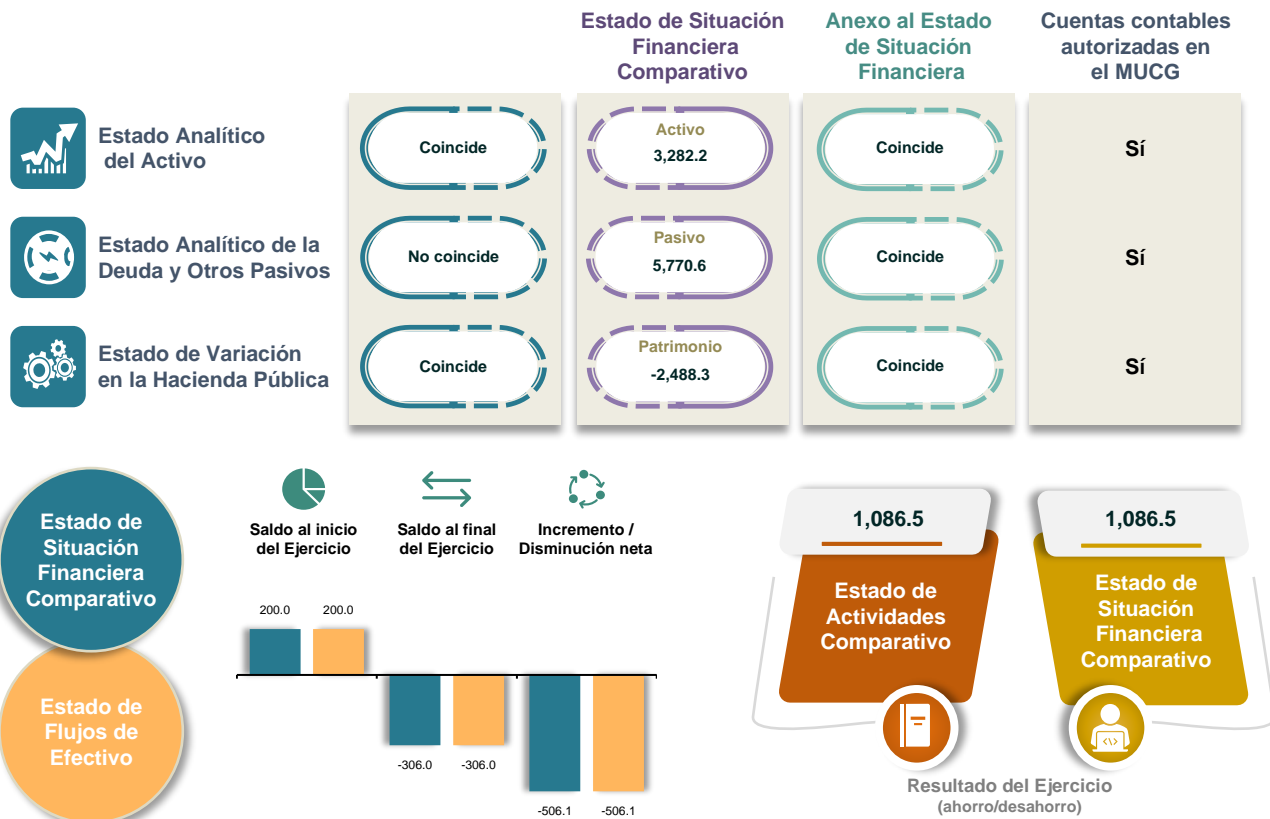 Estado de Situación
Financiera
Comparativo
Anexo al Estado
de Situación
Financiera
Cuentas contables
autorizadas en
el MUCG
Estado Analítico
del Activo
Coincide
Activo
3,282.2
Coincide
Sí
Estado Analítico de la
Deuda y Otros Pasivos
No coincide
Pasivo
5,770.6
Coincide
Sí
Estado de Variación
en la Hacienda Pública
Coincide
Patrimonio
-2,488.3
Coincide
Sí
Estado de
Situación
Financiera
Comparativo
Estado de
Flujos de
Efectivo
Saldo al inicio
del Ejercicio
Saldo al final
del Ejercicio
Incremento /
Disminución neta
200.0 200.0
-306.0 -306.0
-506.1 -506.1
1,086.5
Estado de
Actividades
Comparativo
1,086.5
Estado de
Situación
Financiera
Comparativo
Resultado del Ejercicio
(ahorro/desahorro)